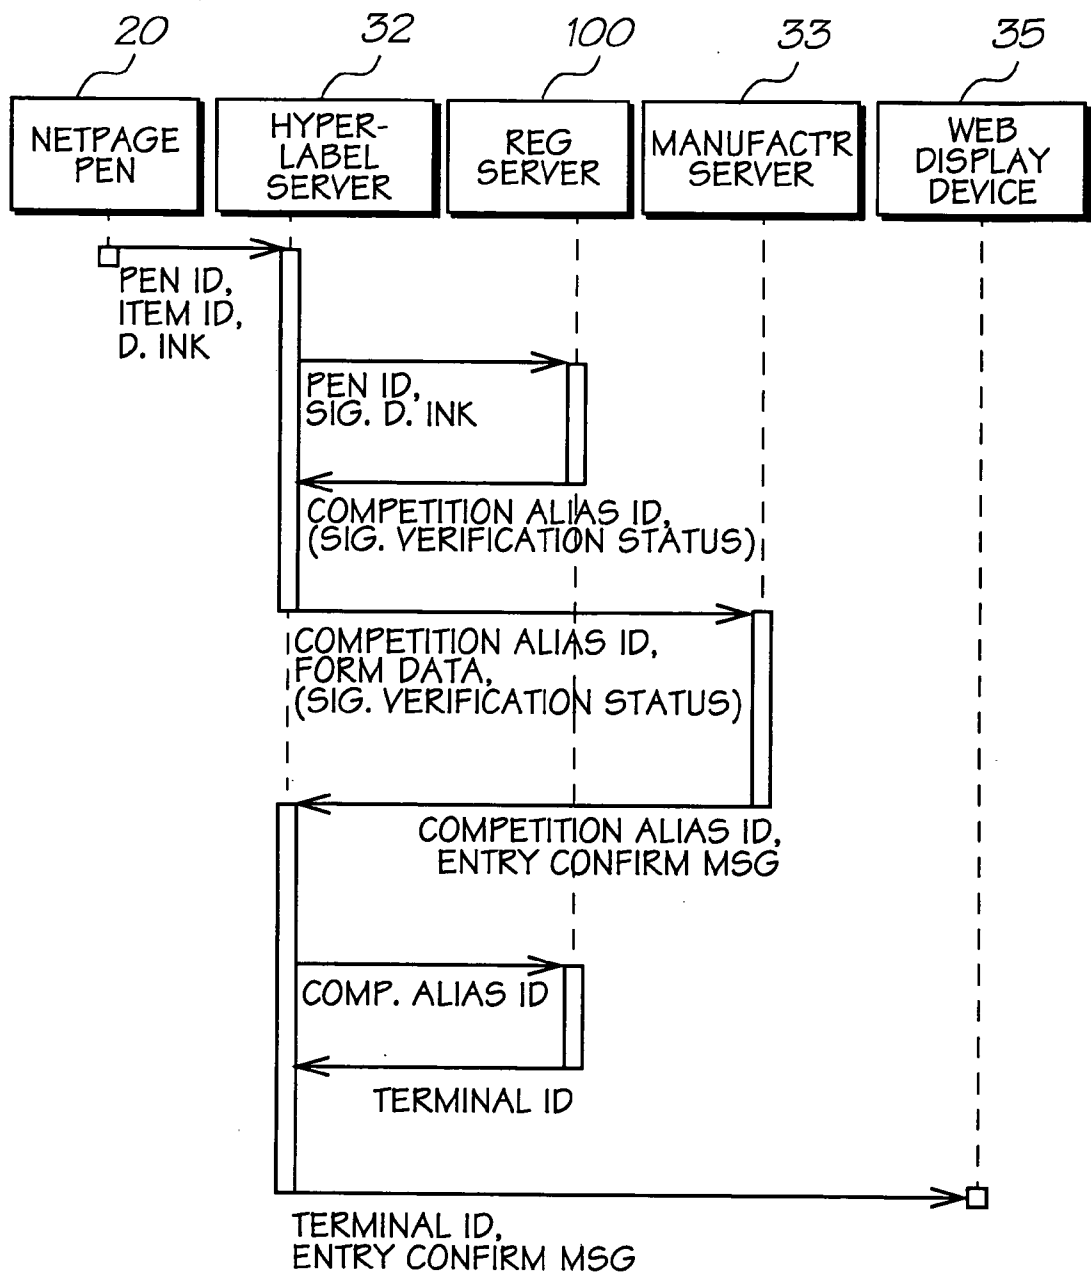 20 32 100 33 35
NETPAGE
PEN
HYPER-
LABEL
SERVER
REG
SERVER
MANUFACT'R
SERVER
WEB
DISPLAY
DEVICE
PEN ID,
ITEM ID,
D. INK
PEN ID,
SIG. D. INK
COMPETITION ALIAS ID,
(SIG. VERIFICATION STATUS)
COMPETITION ALIAS ID,
FORM DATA,
(SIG. VERIFICATION STATUS)
COMPETITION ALIAS ID,
ENTRY CONFIRM MSG
COMP. ALIAS ID
TERMINAL ID
TERMINAL ID,
ENTRY CONFIRM MSG